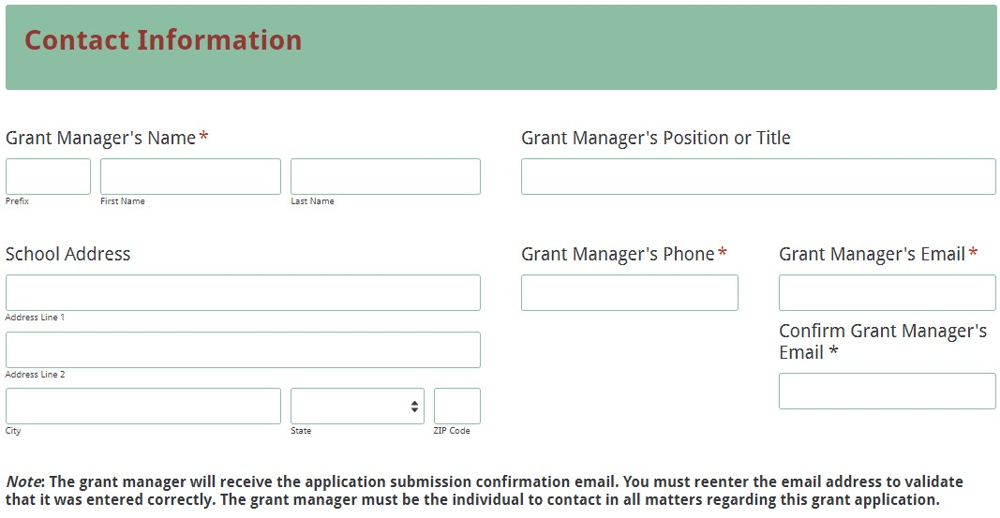 Contact Information
Grant Manager's Name *
Prefix
First Name
Last Name
Grant Manager's Position or Title
School Address
Address Line 1
Address Line 2
City
State
ZIP Code
Grant Manager's Phone *
Grant Manager's Email *
Confirm Grant Manager's
Email *
Note: The grant manager will receive the application submission confirmation email. You must reenter the email address to validate
that it was entered correctly. The grant manager must be the individual to contact in all matters regarding this grant application.